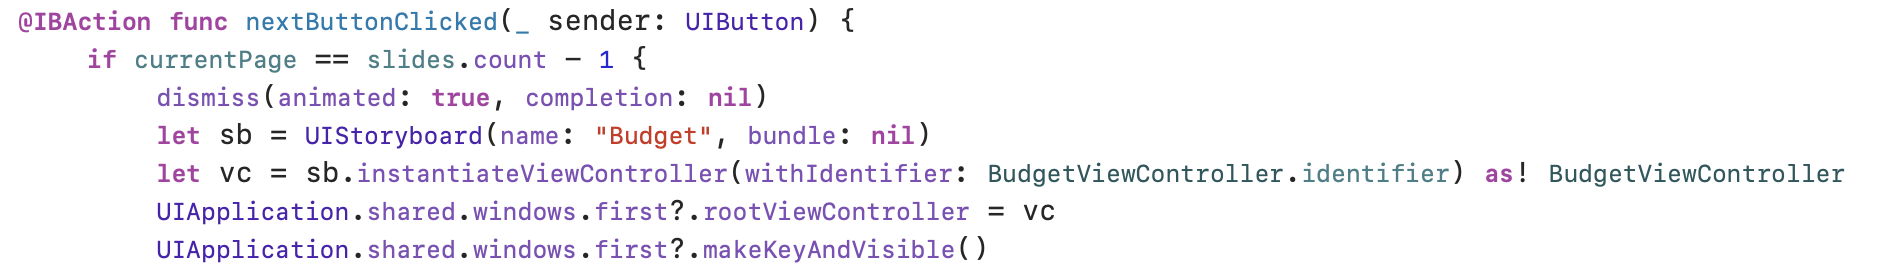 @IBAction func nextButtonClicked(_ sender: UIButton) {
if currentPage == slides.count - 1 {
dismiss(animated: true, completion: nil)
let sb = UIStoryboard(name: "Budget", bundle: nil)
let vc = sb.instantiateViewController(withIdentifier: BudgetViewController.identifier) as! BudgetViewController
UIApplication.shared.windows.first?.rootViewController = vc
UIApplication.shared.windows.first?.makeKeyAndVisible()